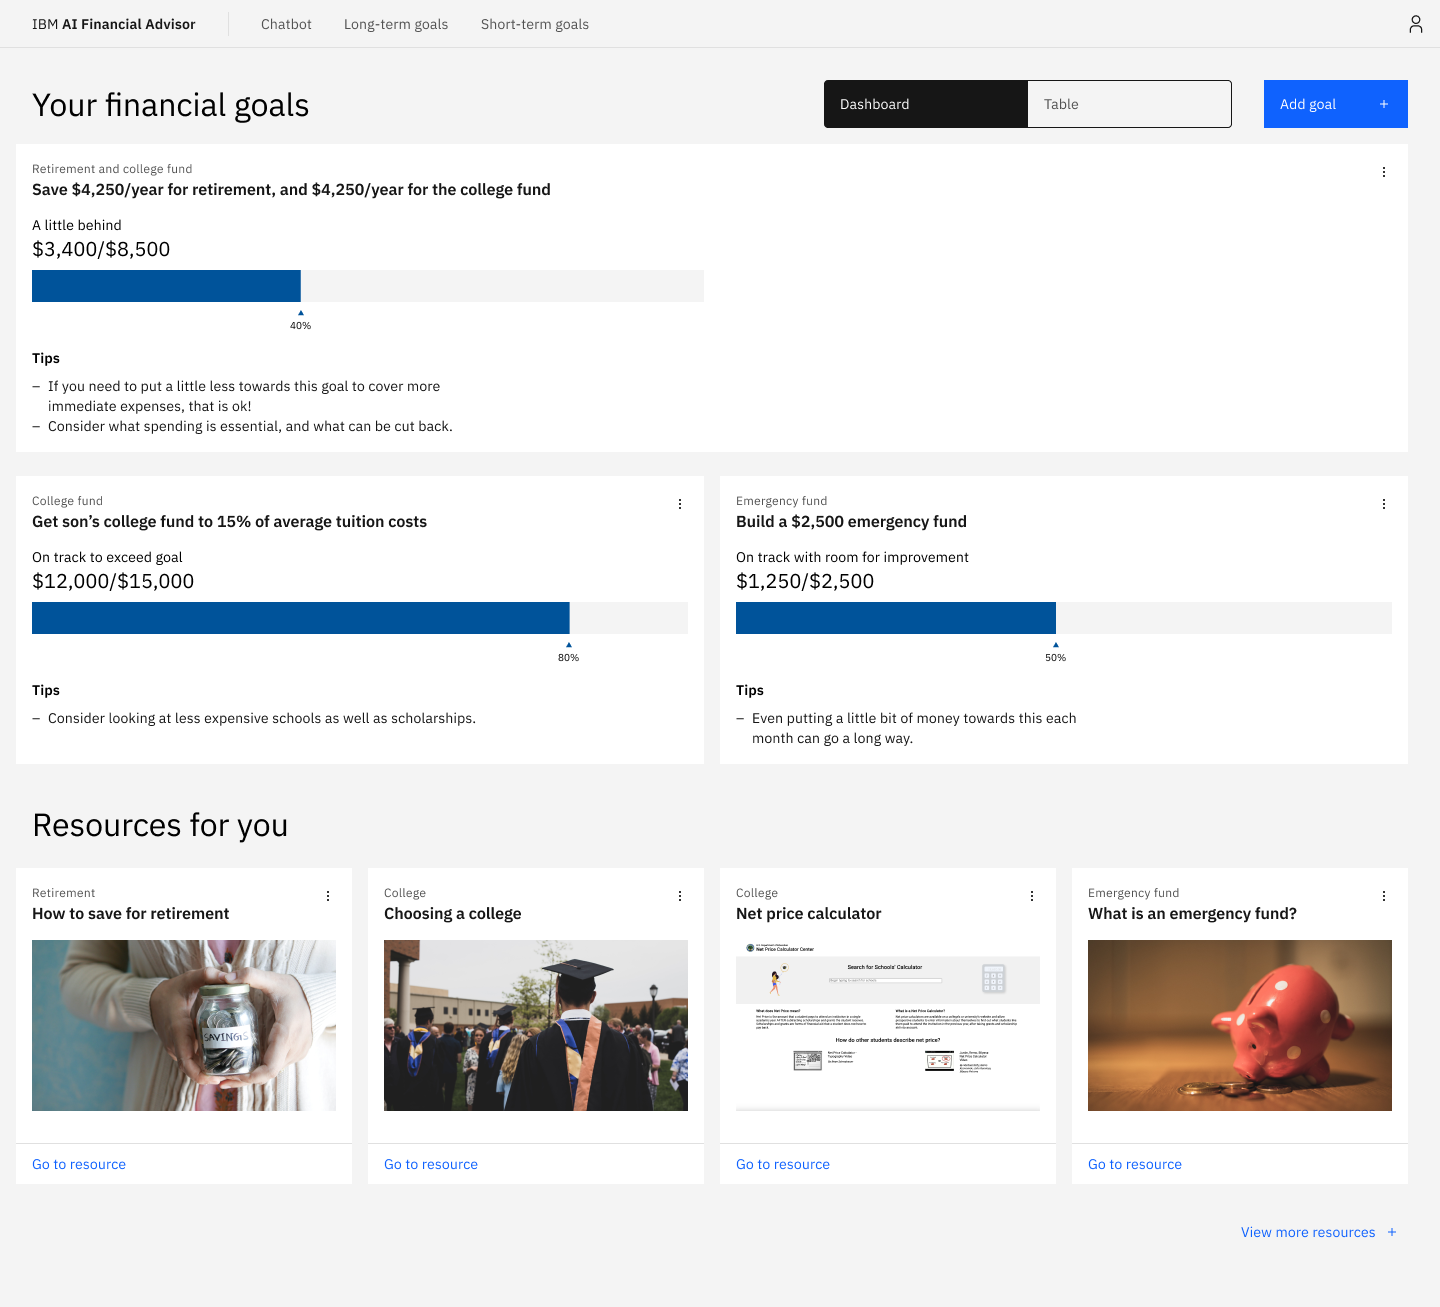 IBM AI Financial Advisor
Chatbot
Long-term goals
Short-term goals
Your financial goals
Dashboard
Table
Add goal +
Retirement and college fund
Save $4,250/year for retirement, and $4,250/year for the college fund
A little behind
$3,400/$8,500
40%
Tips
– If you need to put a little less towards this goal to cover more
immediate expenses, that is ok!
– Consider what spending is essential, and what can be cut back.
College fund
Get son’s college fund to 15% of average tuition costs
On track to exceed goal
$12,000/$15,000
80%
Tips
– Consider looking at less expensive schools as well as scholarships.
Emergency fund
Build a $2,500 emergency fund
On track with room for improvement
$1,250/$2,500
50%
Tips
– Even putting a little bit of money towards this each
month can go a long way.
Resources for you
Retirement
How to save for retirement
SAVINGS
Go to resource
College
Choosing a college
Go to resource
College
Net price calculator
Net Price Calculator Center
Search for Schools' Calculator
What does Net Price mean?
What is a Net Price Calculator?
How do other students describe net price?
Go to resource
Emergency fund
What is an emergency fund?
Go to resource
View more resources +